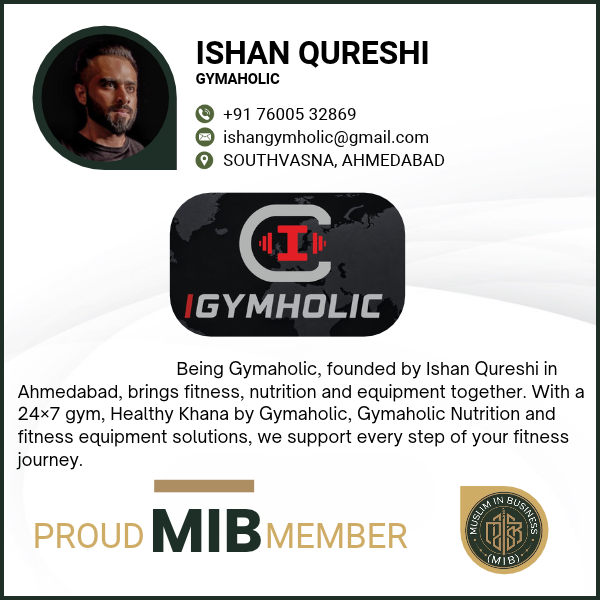 ISHAN QURESHI
GYMAHOLIC
+91 76005 32869
ishangymholic@gmail.com
SOUTHVASNA, AHMEDABAD
IGYMHOLIC
Being Gymaholic, founded by Ishan Qureshi in
Ahmedabad, brings fitness, nutrition and equipment together. With a
24×7 gym, Healthy Khana by Gymaholic, Gymaholic Nutrition and
fitness equipment solutions, we support every step of your fitness
journey.
PROUD MIB MEMBER
MUSLIM IN BUSINESS
(MIB)